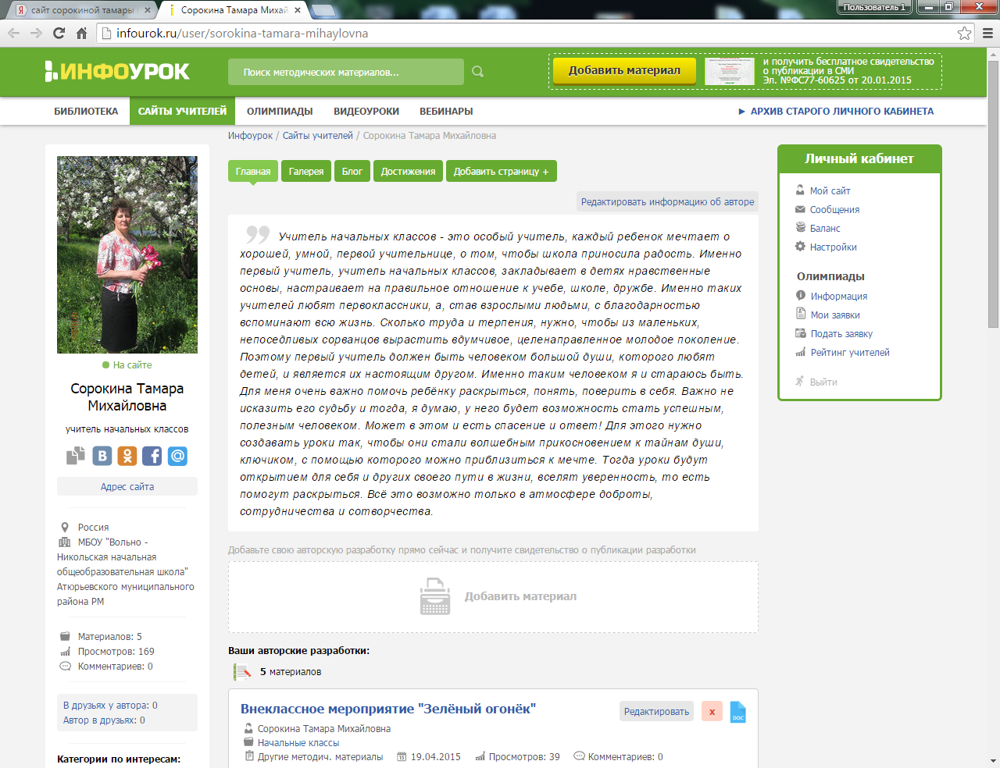 сайт сорокиной тамары
Сорокина Тамара Михай
Пользователь 1
infourok.ru/user/sorokina-tamara-mihaylovna
ИНФОУРОК
Поиск методических материалов...
Добавить материал
и получить бесплатное свидетельство
о публикации в СМИ
Эл. №ФС77-60625 от 20.01.2015
БИБЛИОТЕКА САЙТЫ УЧИТЕЛЕЙ ОЛИМПИАДЫ ВИДЕОУРОКИ ВЕБИНАРЫ
► АРХИВ СТАРОГО ЛИЧНОГО КАБИНЕТА
Инфоурок / Сайты учителей / Сорокина Тамара Михайловна
Главная Галерея Блог Достижения Добавить страницу +
Редактировать информацию об авторе
Учитель начальных классов - это особый учитель, каждый ребенок мечтает о
хорошей, умной, первой учительнице, о том, чтобы школа приносила радость. Именно
первый учитель, учитель начальных классов, закладывает в детях нравственные
основы, настраивает на правильное отношение к учебе, школе, дружбе. Именно таких
учителей любят первоклассники, а, став взрослыми людьми, с благодарностью
вспоминают всю жизнь. Сколько труда и терпения, нужно, чтобы из маленьких,
непоседливых сорванцов вырастить вдумчивое, целенаправленное молодое поколение.
Поэтому первый учитель должен быть человеком большой души, которого любят
детей, и является их настоящим другом. Именно таким человеком я и стараюсь быть.
Для меня очень важно помочь ребёнку раскрыться, понять, поверить в себя. Важно не
исказить его судьбу и тогда, я думаю, у него будет возможность стать успешным,
полезным человеком. Может в этом и есть спасение и ответ! Для этого нужно
создавать уроки так, чтобы они стали волшебным прикосновением к тайнам души,
ключиком, с помощью которого можно приблизиться к мечте. Тогда уроки будут
открытием для себя и других своего пути в жизни, вселят уверенность, то есть
помогут раскрыться. Всё это возможно только в атмосфере доброты,
сотрудничества и сотворчества.
Добавьте свою авторскую разработку прямо сейчас и получите свидетельство о публикации разработки
Добавить материал
Ваши авторские разработки:
5 материалов
Внеклассное мероприятие "Зелёный огонёк"
Редактировать x DOC
Сорокина Тамара Михайловна
Начальные классы
Другие методич. материалы 19.04.2015 Просмотров: 39 Комментариев: 0
На сайте
Сорокина Тамара
Михайловна
учитель начальных классов
Адрес сайта
Россия
МБОУ "Вольно -
Никольская начальная
общеобразовательная школа"
Атюрьевского муниципального
района РМ
Материалов: 5
Просмотров: 169
Комментариев: 0
В друзьях у автора: 0
Автор в друзьях: 0
Категории по интересам:
Личный кабинет
Мой сайт
Сообщения
Баланс
Настройки
Олимпиады
Информация
Мои заявки
Подать заявку
Рейтинг учителей
Выйти